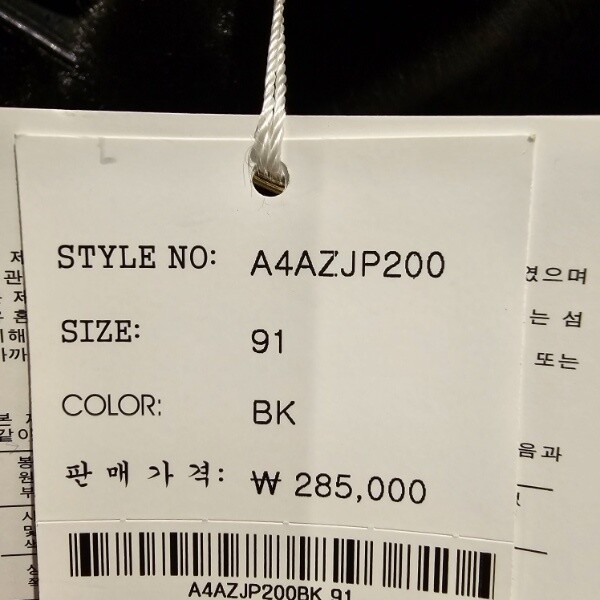 STYLE NO: A4AZJP200
SIZE: 91
COLOR: BK
판매가격: ₩ 285,000
A4AZJP200BK 91
였으며
는 섬
또는
음과